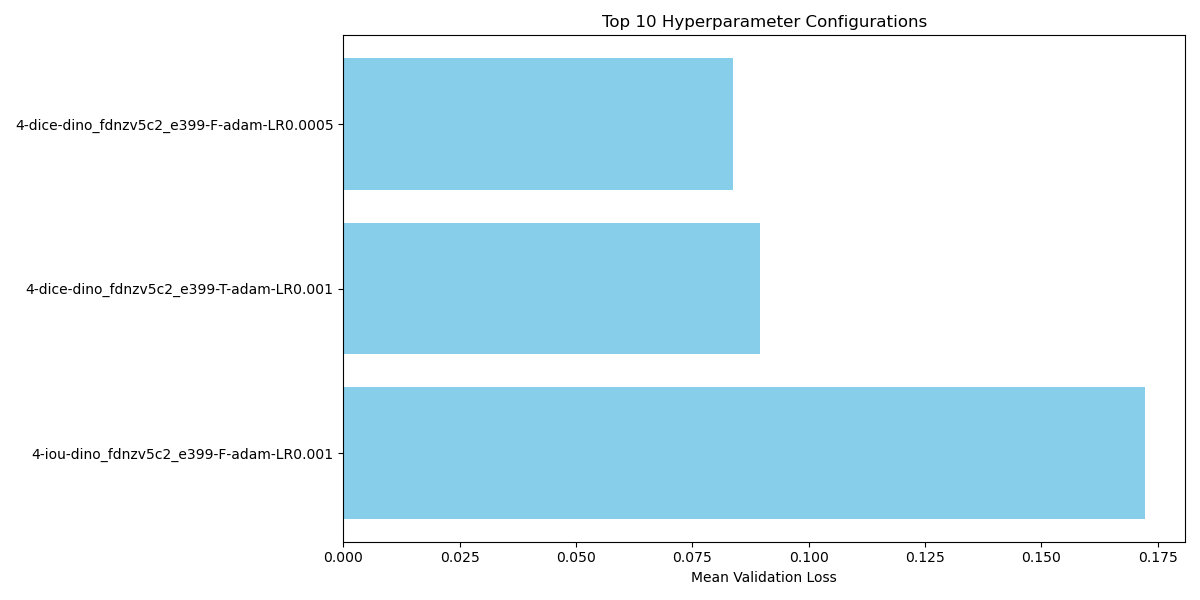 Top 10 Hyperparameter Configurations
4-dice-dino_fdnzv5c2_e399-F-adam-LR0.0005
4-dice-dino_fdnzv5c2_e399-T-adam-LR0.001
4-iou-dino_fdnzv5c2_e399-F-adam-LR0.001
0.000 0.025 0.050 0.075 0.100 0.125 0.150 0.175
Mean Validation Loss